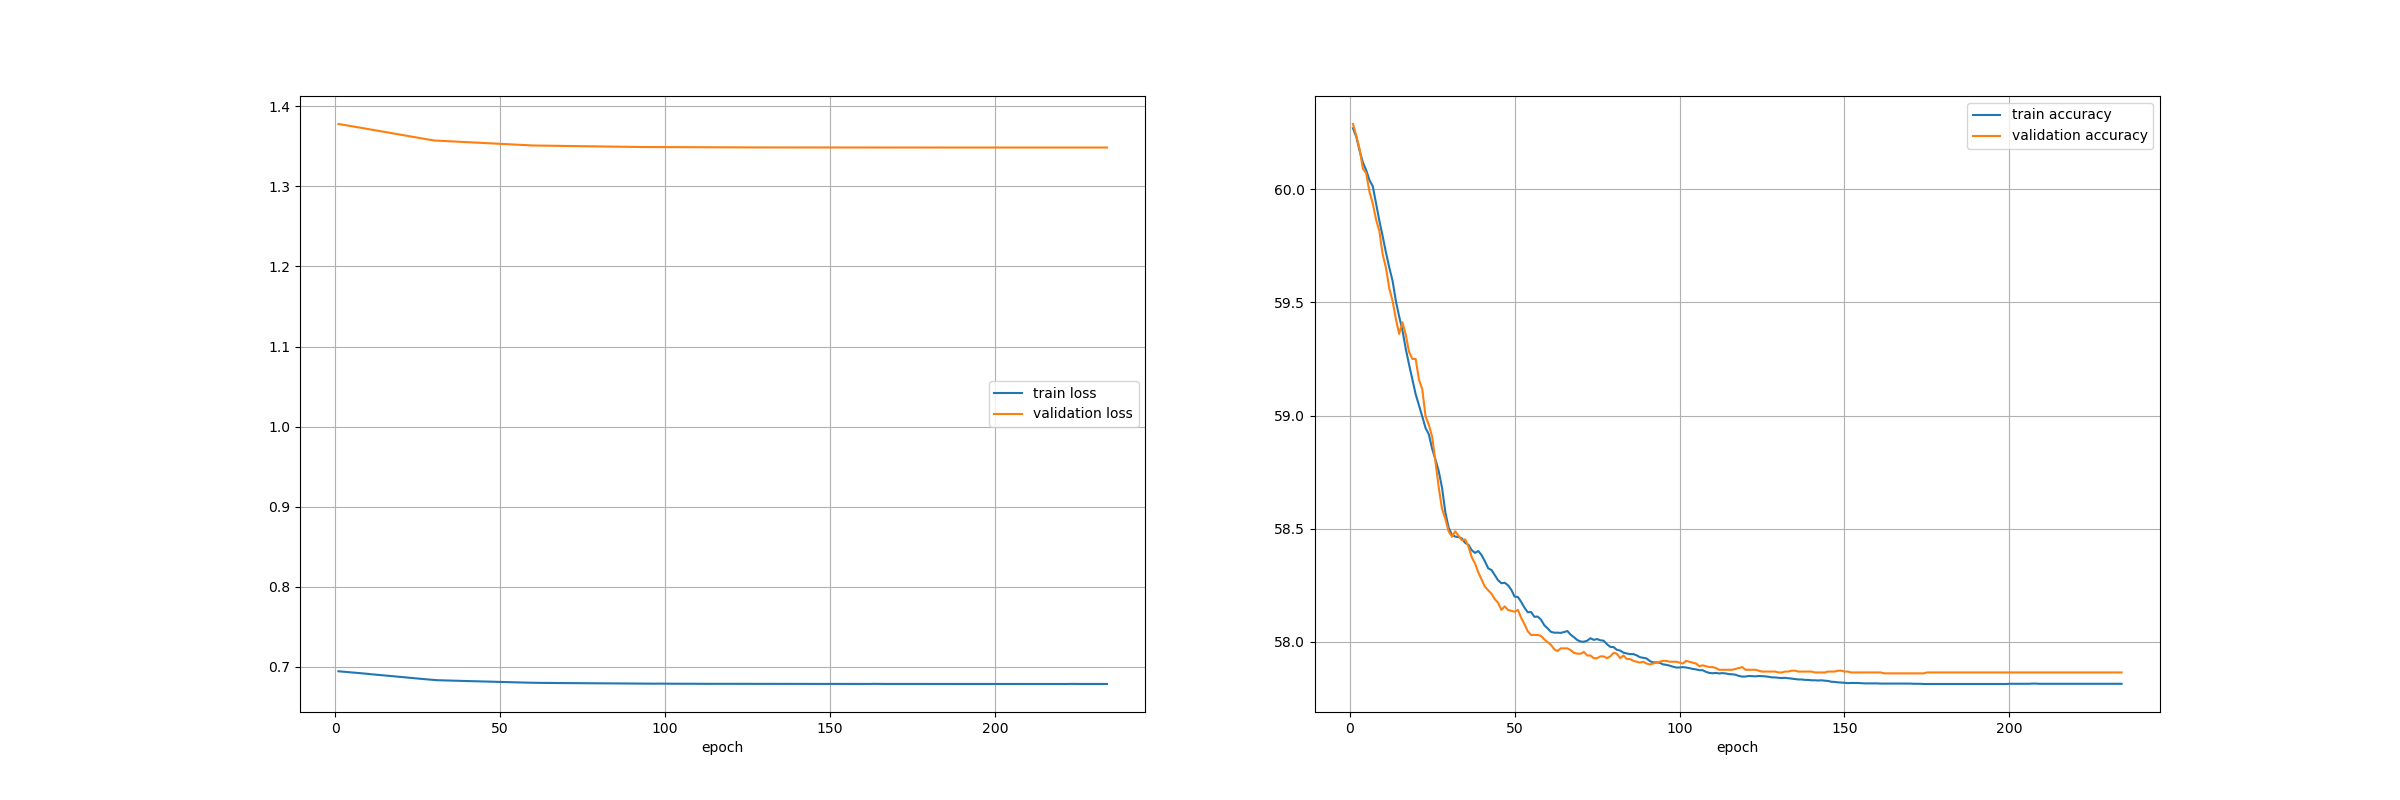 1.4
1.3
1.2
1.1
1.0
0.9
0.8
0.7
train loss
validation loss
0 50 100 150 200
epoch
train accuracy
validation accuracy
60.0
59.5
59.0
58.5
58.0
0 50 100 150 200
epoch